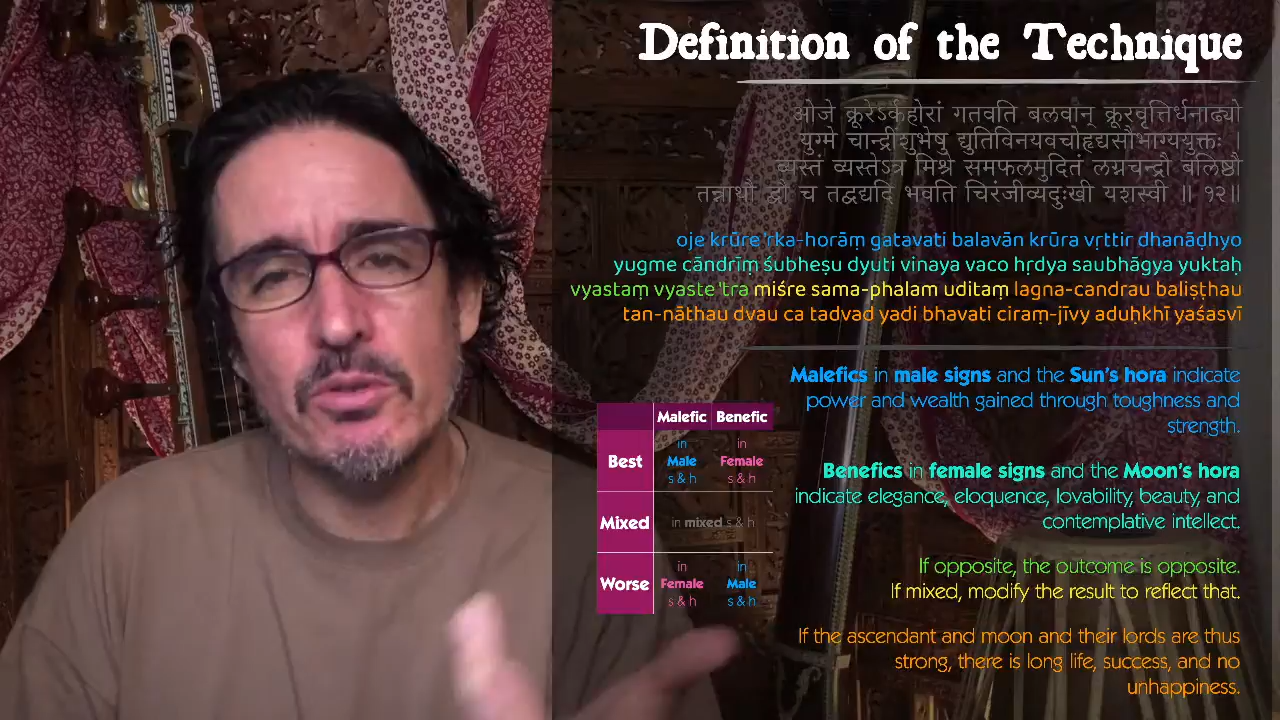 Definition of the Technique
ओजे क्रूरेऽर्कहोरां गतवति बलवान् क्रूरवृत्तिर्धनाढ्यो
युग्मे चान्द्रीं शुभेषु द्युतिविनयवचोहृद्यसौभाग्ययुक्तः ।
व्यस्तं व्यस्तेऽत्र मिश्रे समफलमुदितं लग्नचन्द्रौ बलिष्ठौ
तन्नाथौ द्वौ च तद्वद्यदि भवति चिरंजीव्यदुःखी यशस्वी ॥ १२॥
oje krūre 'rka-horāṃ gatavati balavān krūra vṛttir dhanāḍhyo
yugme cāndrīṃ śubheṣu dyuti vinaya vaco hṛdya saubhāgya yuktaḥ
vyastaṃ vyaste 'tra miśre sama-phalam uditaṃ lagna-candrau baliṣṭhau
tan-nāthau dvau ca tadvad yadi bhavati ciraṃ-jīvy aduḥkhī yaśasvī
Malefics in male signs and the Sun's hora indicate
power and wealth gained through toughness and
strength.
Benefics in female signs and the Moon's hora
indicate elegance, eloquence, lovability, beauty, and
contemplative intellect.
If opposite, the outcome is opposite.
If mixed, modify the result to reflect that.
If the ascendant and moon and their lords are thus
strong, there is long life, success, and no
unhappiness.
Malefic Benefic
Best
in in
Male Female
s & h s & h
Mixed in mixed s & h
Worse
in in
Female Male
s & h s & h